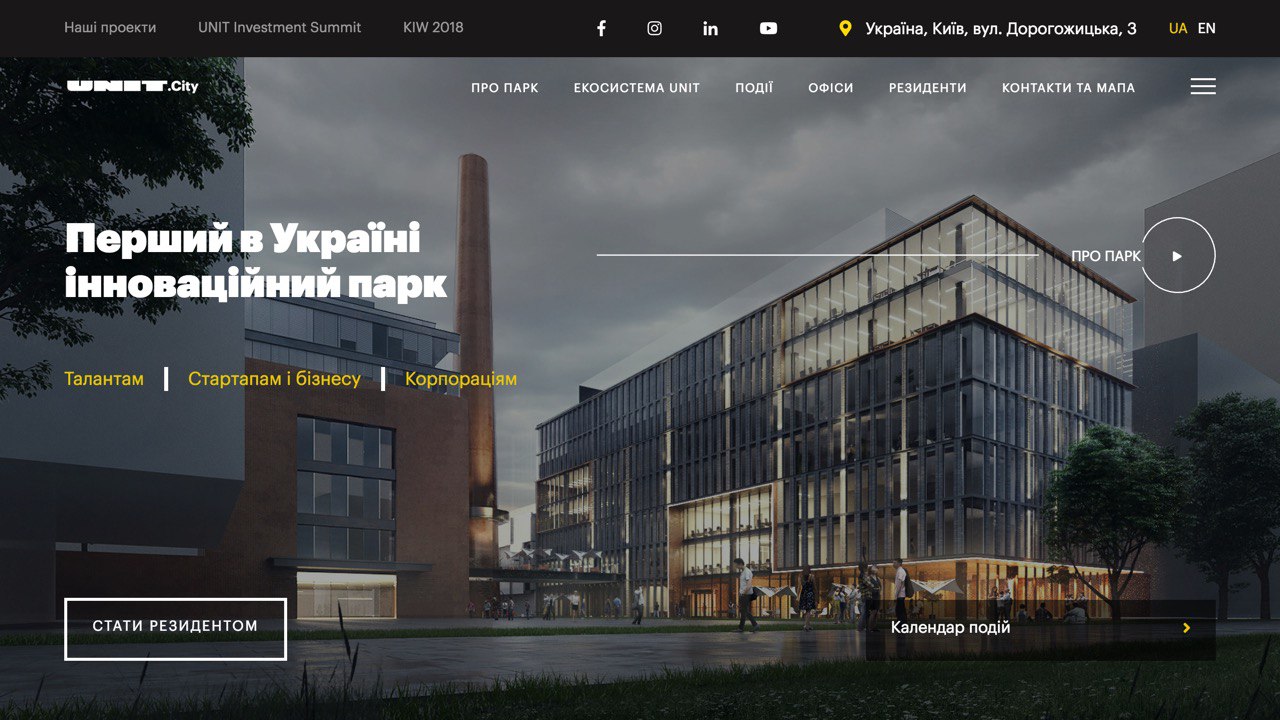 Наші проекти UNIT Investment Summit KIW 2018 Україна, Київ, вул. Дорогожицька, 3 UA EN
UNIT.City ПРО ПАРК ЕКОСИСТЕМА UNIT ПОДІЇ ОФІСИ РЕЗИДЕНТИ КОНТАКТИ ТА МАПА
Перший в Україні
інноваційний парк
ПРО ПАРК
Талантам Стартапам і бізнесу Корпораціям
СТАТИ РЕЗИДЕНТОМ
Календар подій